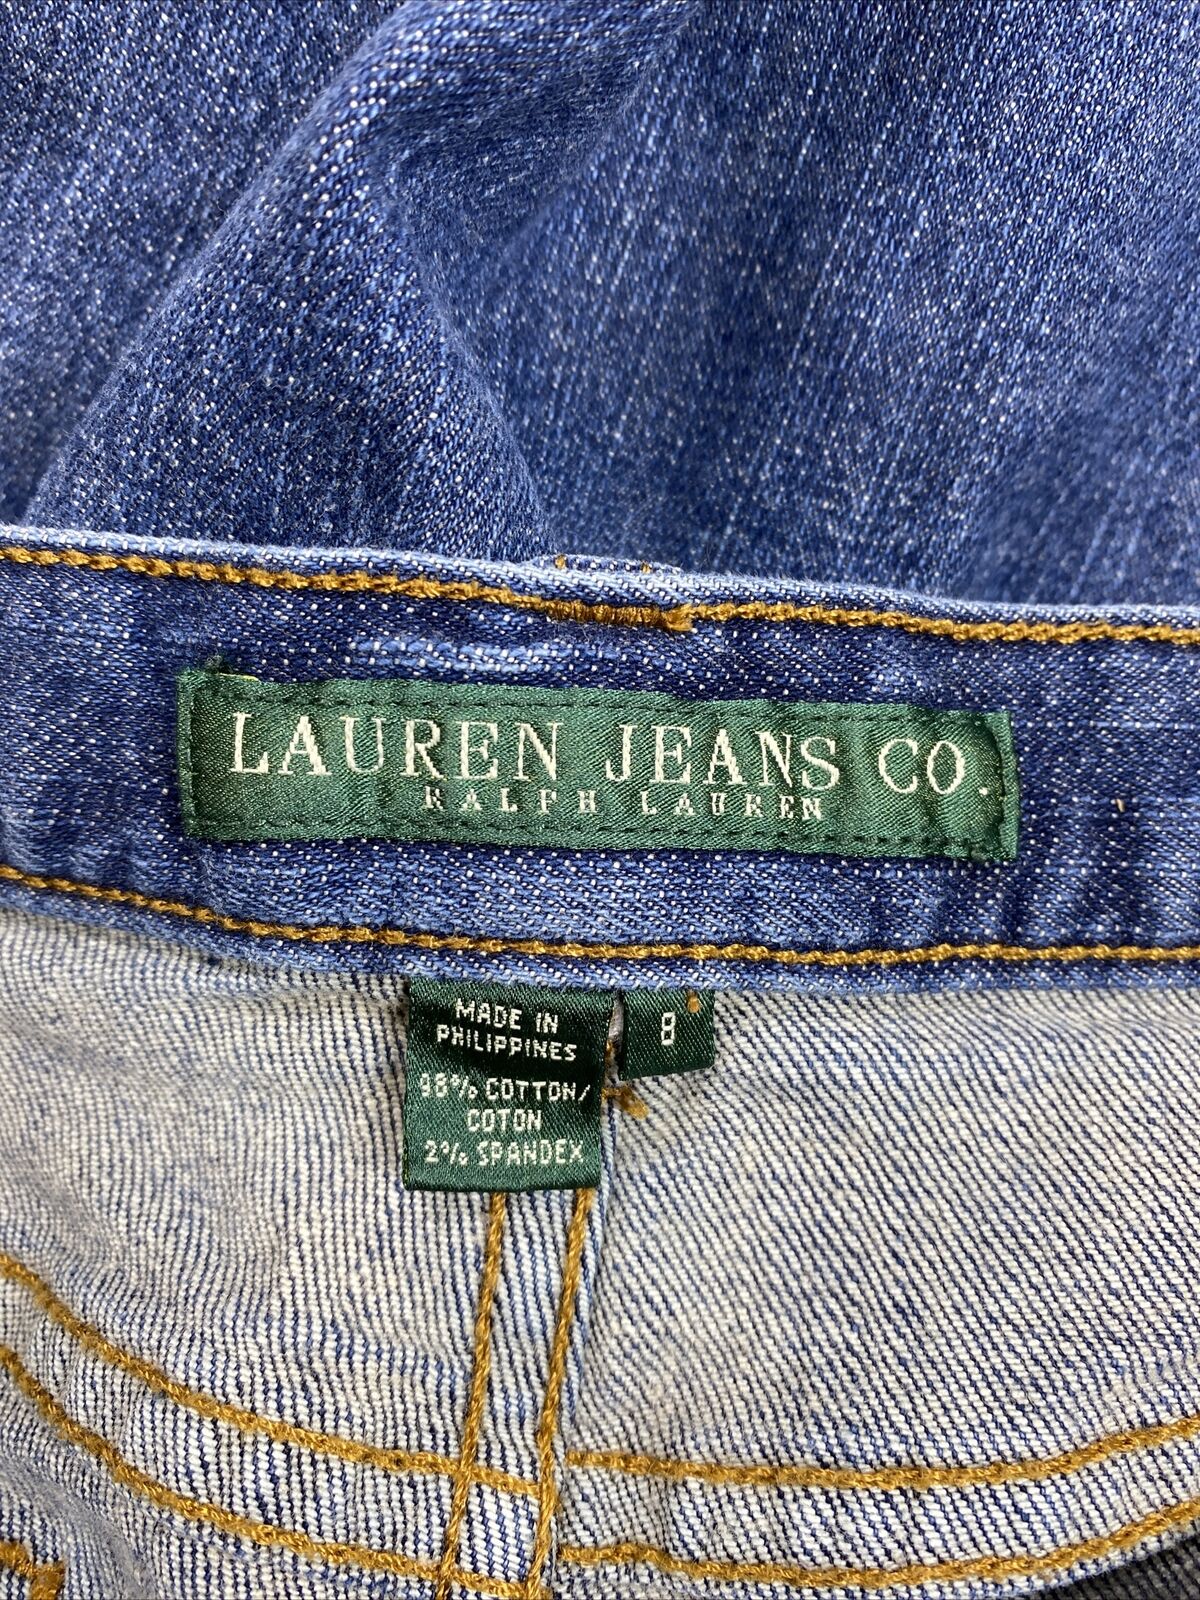 LAUREN JEANS CO.
RALPH LAUREN
MADE IN
PHILIPPINES
98% COTTON/
COTON
2% SPANDEX
8